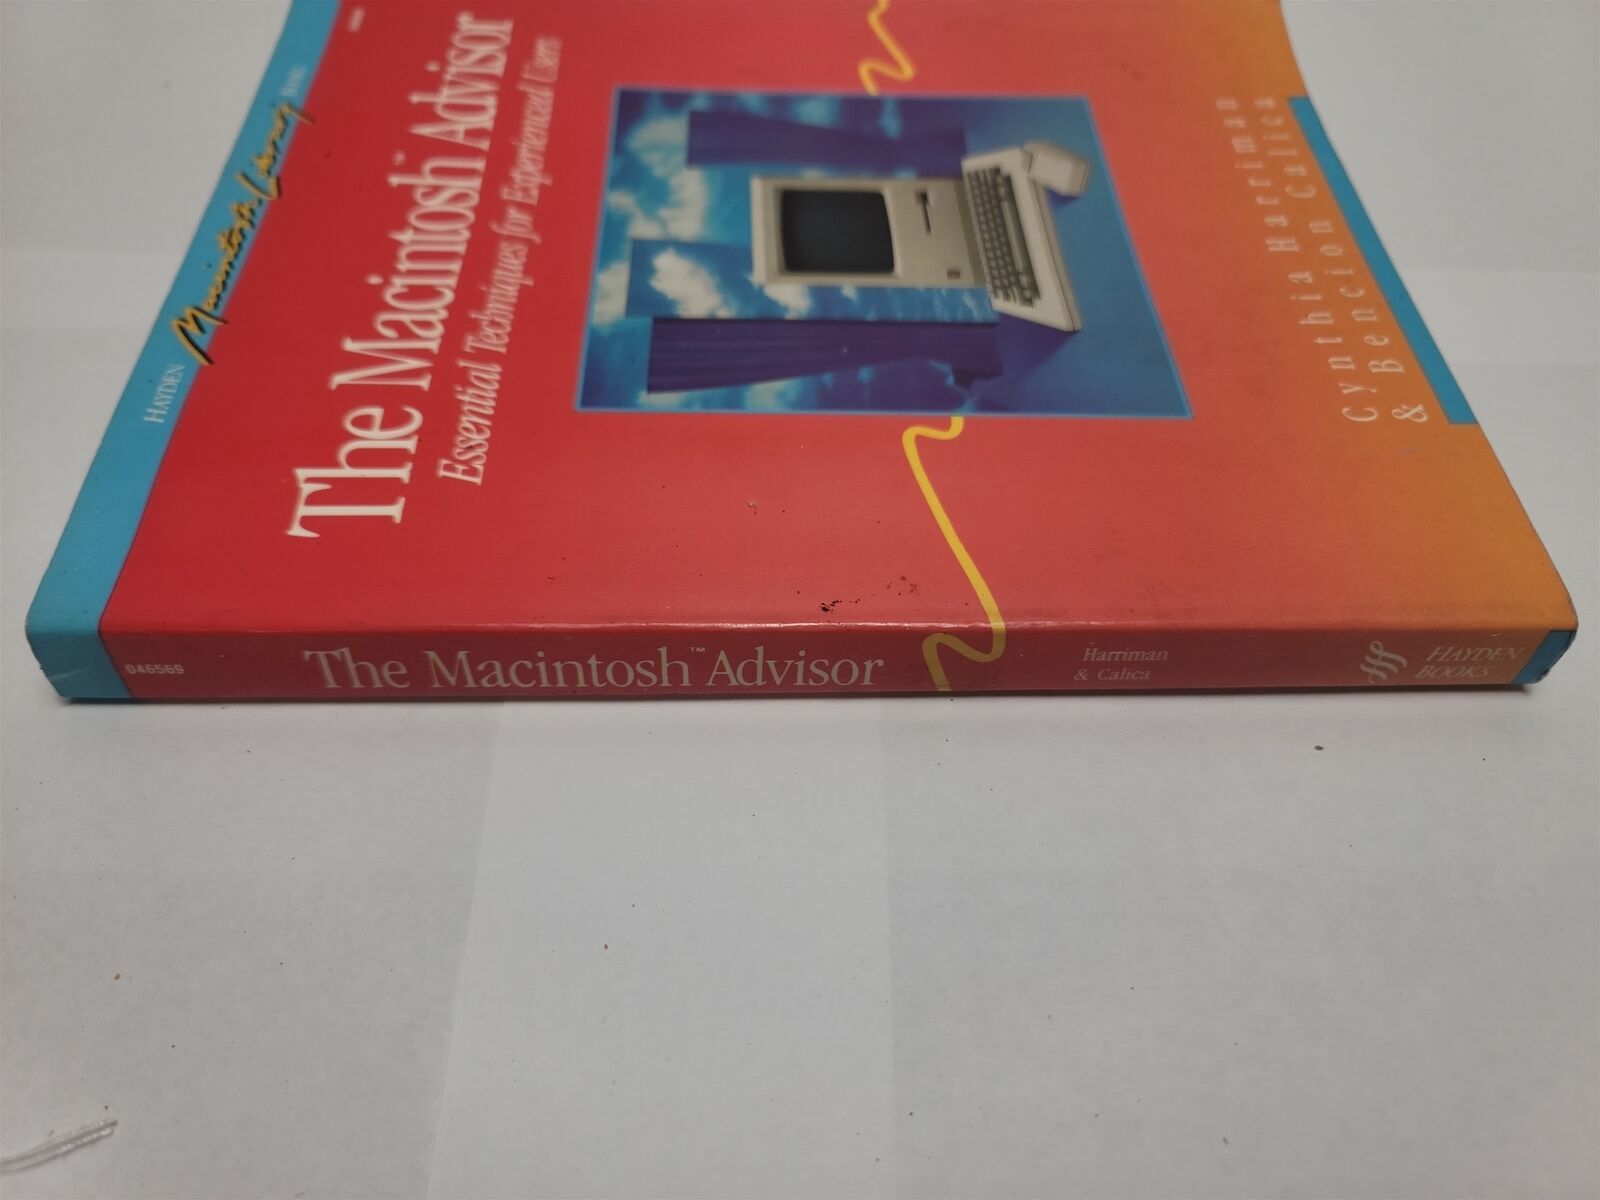 HAYDEN Macintosh Library BOOKS
The Macintosh™ Advisor
Essential Techniques for Experienced Users
Cynthia Harriman
& Bencion Calica
046569
The Macintosh™ Advisor
Harriman
& Calica
HAYDEN
BOOKS